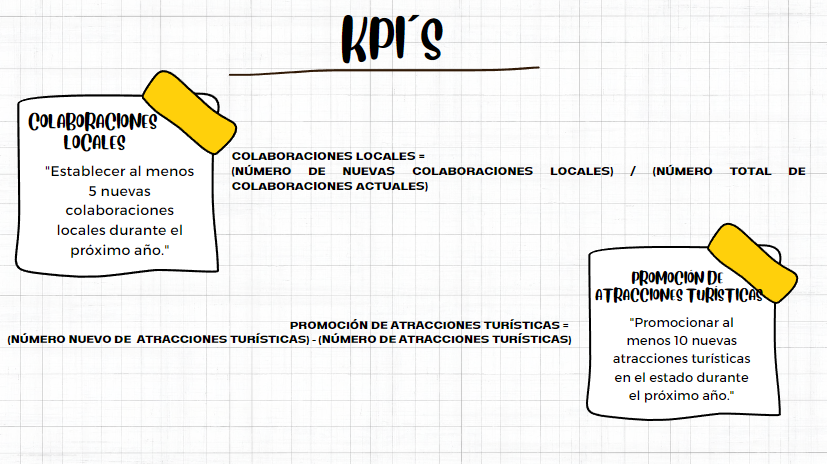 KPI´S
COLABORACIONES
LOCALES
"Establecer al menos
5 nuevas
colaboraciones
locales durante el
próximo año."
COLABORACIONES LOCALES =
(NÚMERO DE NUEVAS COLABORACIONES LOCALES) / (NÚMERO TOTAL DE
COLABORACIONES ACTUALES)
PROMOCIÓN DE
ATRACCIONES TURÍSTICAS
"Promocionar al
menos 10 nuevas
atracciones turísticas
en el estado durante
el próximo año."
PROMOCIÓN DE ATRACCIONES TURÍSTICAS =
(NÚMERO NUEVO DE ATRACCIONES TURÍSTICAS) - (NÚMERO DE ATRACCIONES TURÍSTICAS)